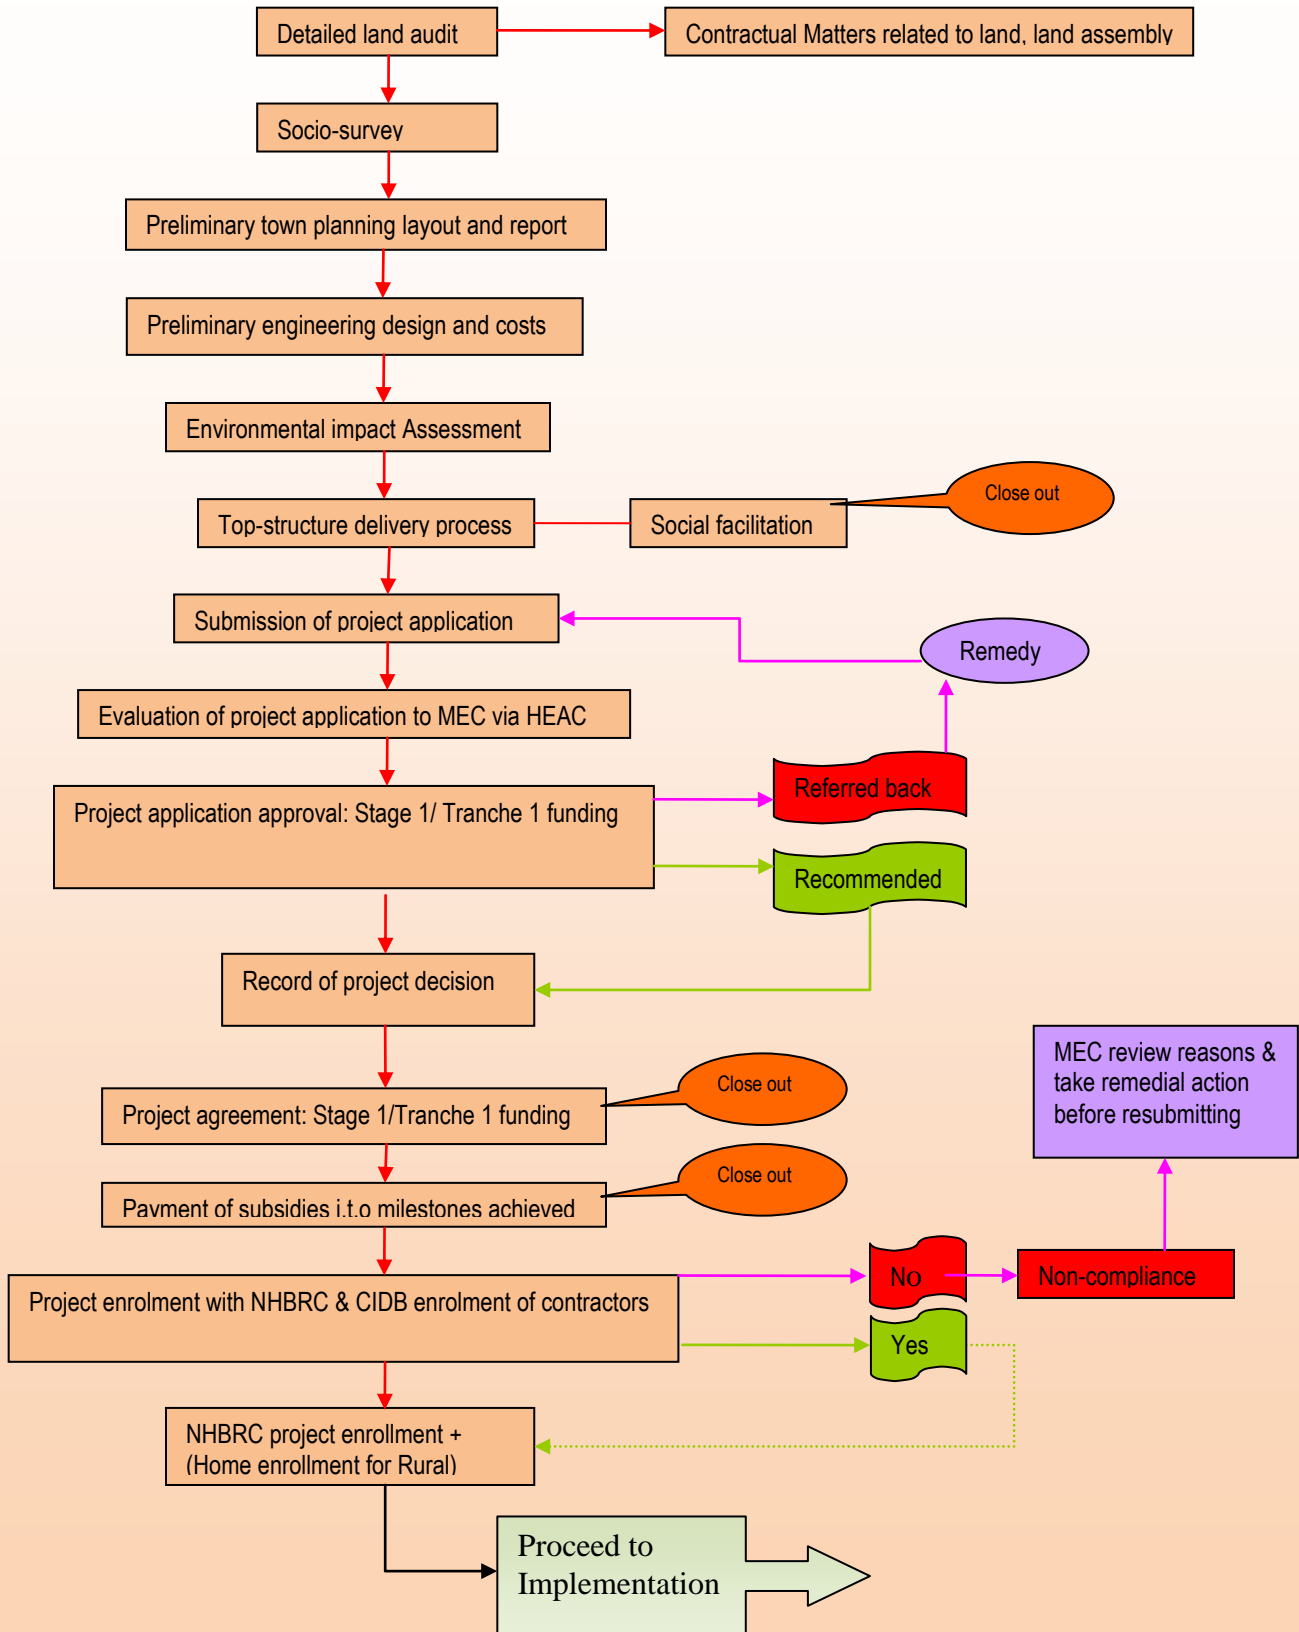 Detailed land audit
Contractual Matters related to land, land assembly
Socio-survey
Preliminary town planning layout and report
Preliminary engineering design and costs
Environmental impact Assessment
Top-structure delivery process
Social facilitation
Close out
Submission of project application
Remedy
Evaluation of project application to MEC via HEAC
Project application approval: Stage 1/ Tranche 1 funding
Referred back
Recommended
Record of project decision
Project agreement: Stage 1/Tranche 1 funding
Close out
MEC review reasons &
take remedial action
before resubmitting
Payment of subsidies i.t.o milestones achieved
Close out
Project enrolment with NHBRC & CIDB enrolment of contractors
No
Non-compliance
Yes
NHBRC project enrollment +
(Home enrollment for Rural)
Proceed to
Implementation